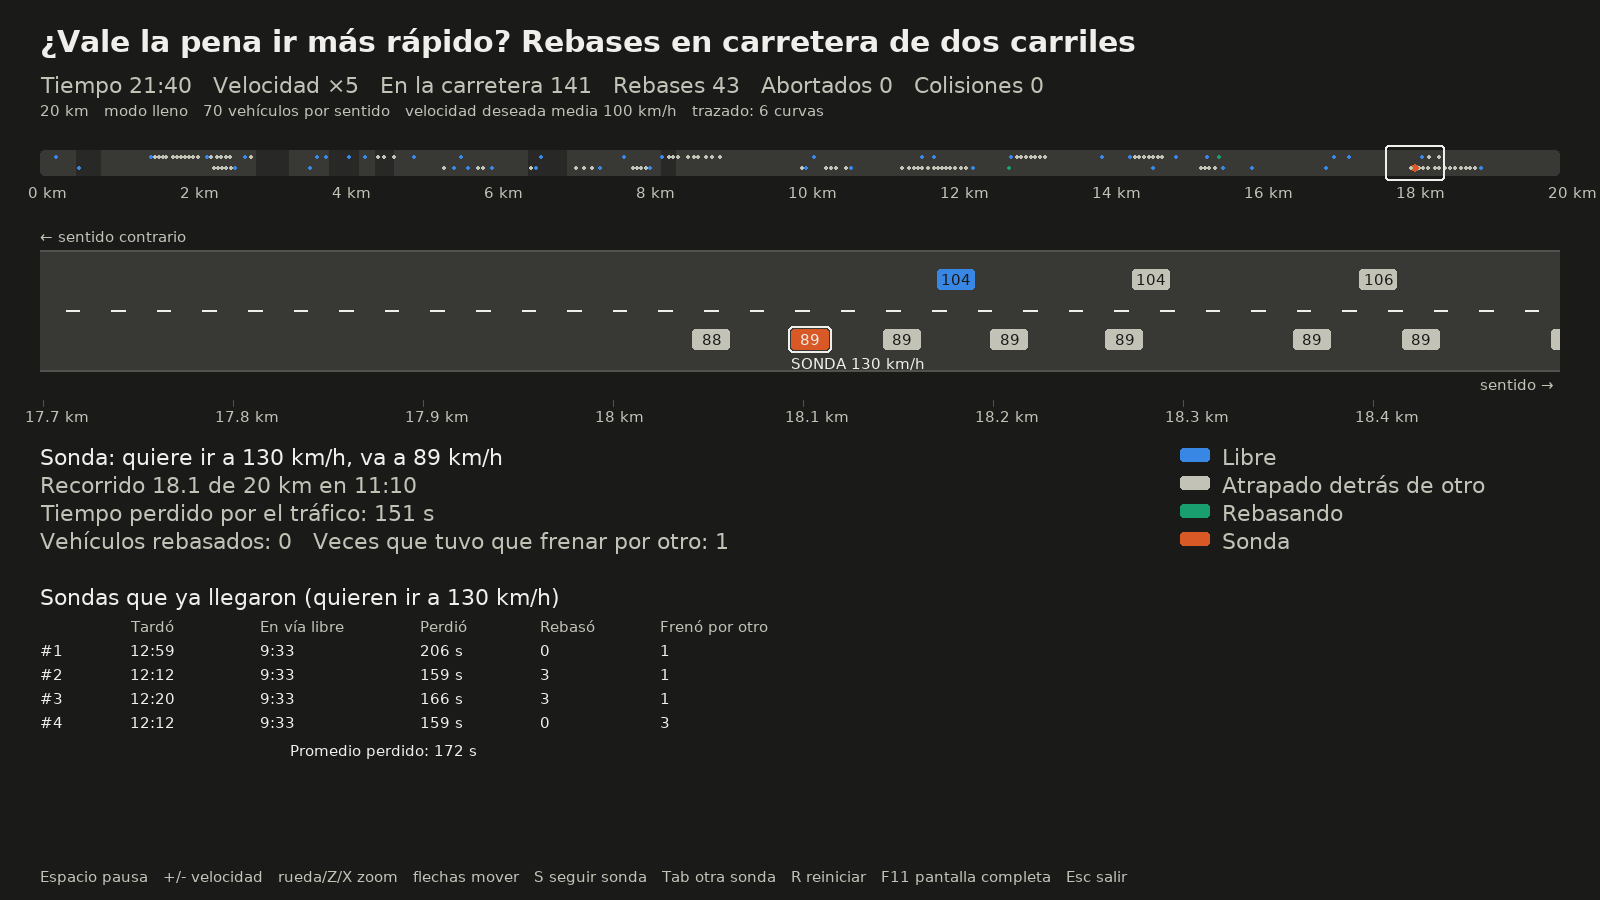 ¿Vale la pena ir más rápido? Rebases en carretera de dos carriles
Tiempo 21:40 Velocidad ×5 En la carretera 141 Rebases 43 Abortados 0 Colisiones 0
20 km modo lleno 70 vehículos por sentido velocidad deseada media 100 km/h trazado: 6 curvas
0 km 2 km 4 km 6 km 8 km 10 km 12 km 14 km 16 km 18 km 20 km
← sentido contrario
104 104 106
88 89 89 89 89 89 89
SONDA 130 km/h
sentido →
17.7 km 17.8 km 17.9 km 18 km 18.1 km 18.2 km 18.3 km 18.4 km
Sonda: quiere ir a 130 km/h, va a 89 km/h
Recorrido 18.1 de 20 km en 11:10
Tiempo perdido por el tráfico: 151 s
Vehículos rebasados: 0 Veces que tuvo que frenar por otro: 1
Libre
Atrapado detrás de otro
Rebasando
Sonda
Sondas que ya llegaron (quieren ir a 130 km/h)
Tardó En vía libre Perdió Rebasó Frenó por otro
#1 12:59 9:33 206 s 0 1
#2 12:12 9:33 159 s 3 1
#3 12:20 9:33 166 s 3 1
#4 12:12 9:33 159 s 0 3
Promedio perdido: 172 s
Espacio pausa +/- velocidad rueda/Z/X zoom flechas mover S seguir sonda Tab otra sonda R reiniciar F11 pantalla completa Esc salir